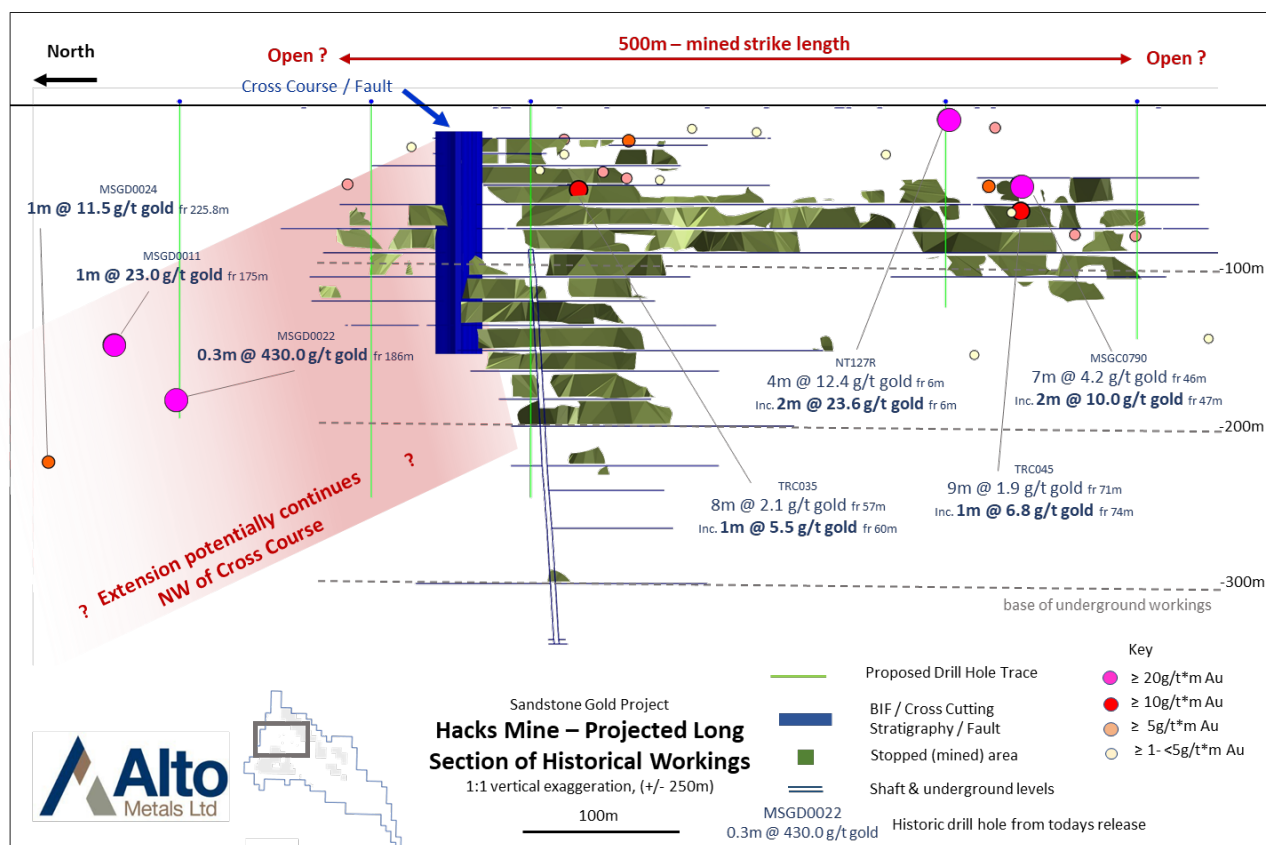 North
Open ?
500m – mined strike length
Open ?
Cross Course / Fault
MSGD0024
1m @ 11.5 g/t gold fr 225.8m
MSGD0011
1m @ 23.0 g/t gold fr 175m
MSGD0022
0.3m @ 430.0 g/t gold fr 186m
-100m
NT127R
4m @ 12.4 g/t gold fr 6m
Inc. 2m @ 23.6 g/t gold fr 6m
MSGC0790
7m @ 4.2 g/t gold fr 46m
Inc. 2m @ 10.0 g/t gold fr 47m
-200m
TRC035
8m @ 2.1 g/t gold fr 57m
Inc. 1m @ 5.5 g/t gold fr 60m
TRC045
9m @ 1.9 g/t gold fr 71m
Inc. 1m @ 6.8 g/t gold fr 74m
?
? Extension potentially continues
NW of Cross Course
-300m
base of underground workings
Key
≥ 20g/t*m Au
≥ 10g/t*m Au
≥ 5g/t*m Au
≥ 1- <5g/t*m Au
Proposed Drill Hole Trace
BIF / Cross Cutting
Stratigraphy / Fault
Stopped (mined) area
Shaft & underground levels
MSGD0022
0.3m @ 430.0 g/t gold
Historic drill hole from todays release
Sandstone Gold Project
Hacks Mine – Projected Long
Section of Historical Workings
1:1 vertical exaggeration, (+/- 250m)
100m
Alto
Metals Ltd